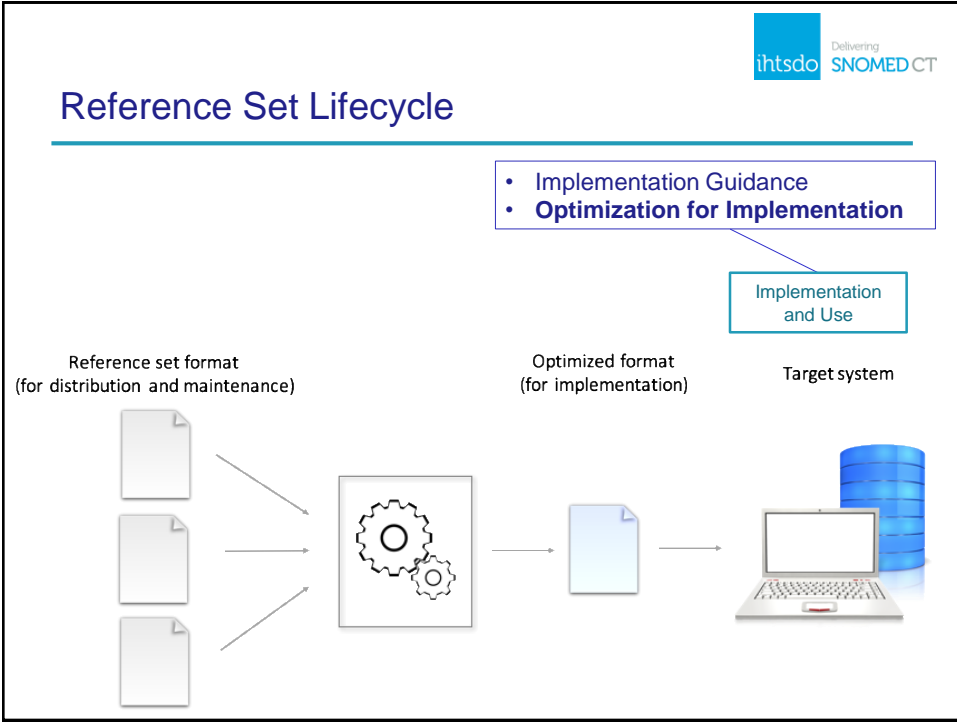 ihtsdo
Delivering
SNOMED CT
Reference Set Lifecycle
• Implementation Guidance
• Optimization for Implementation
Implementation
and Use
Reference set format
(for distribution and maintenance)
Optimized format
(for implementation)
Target system